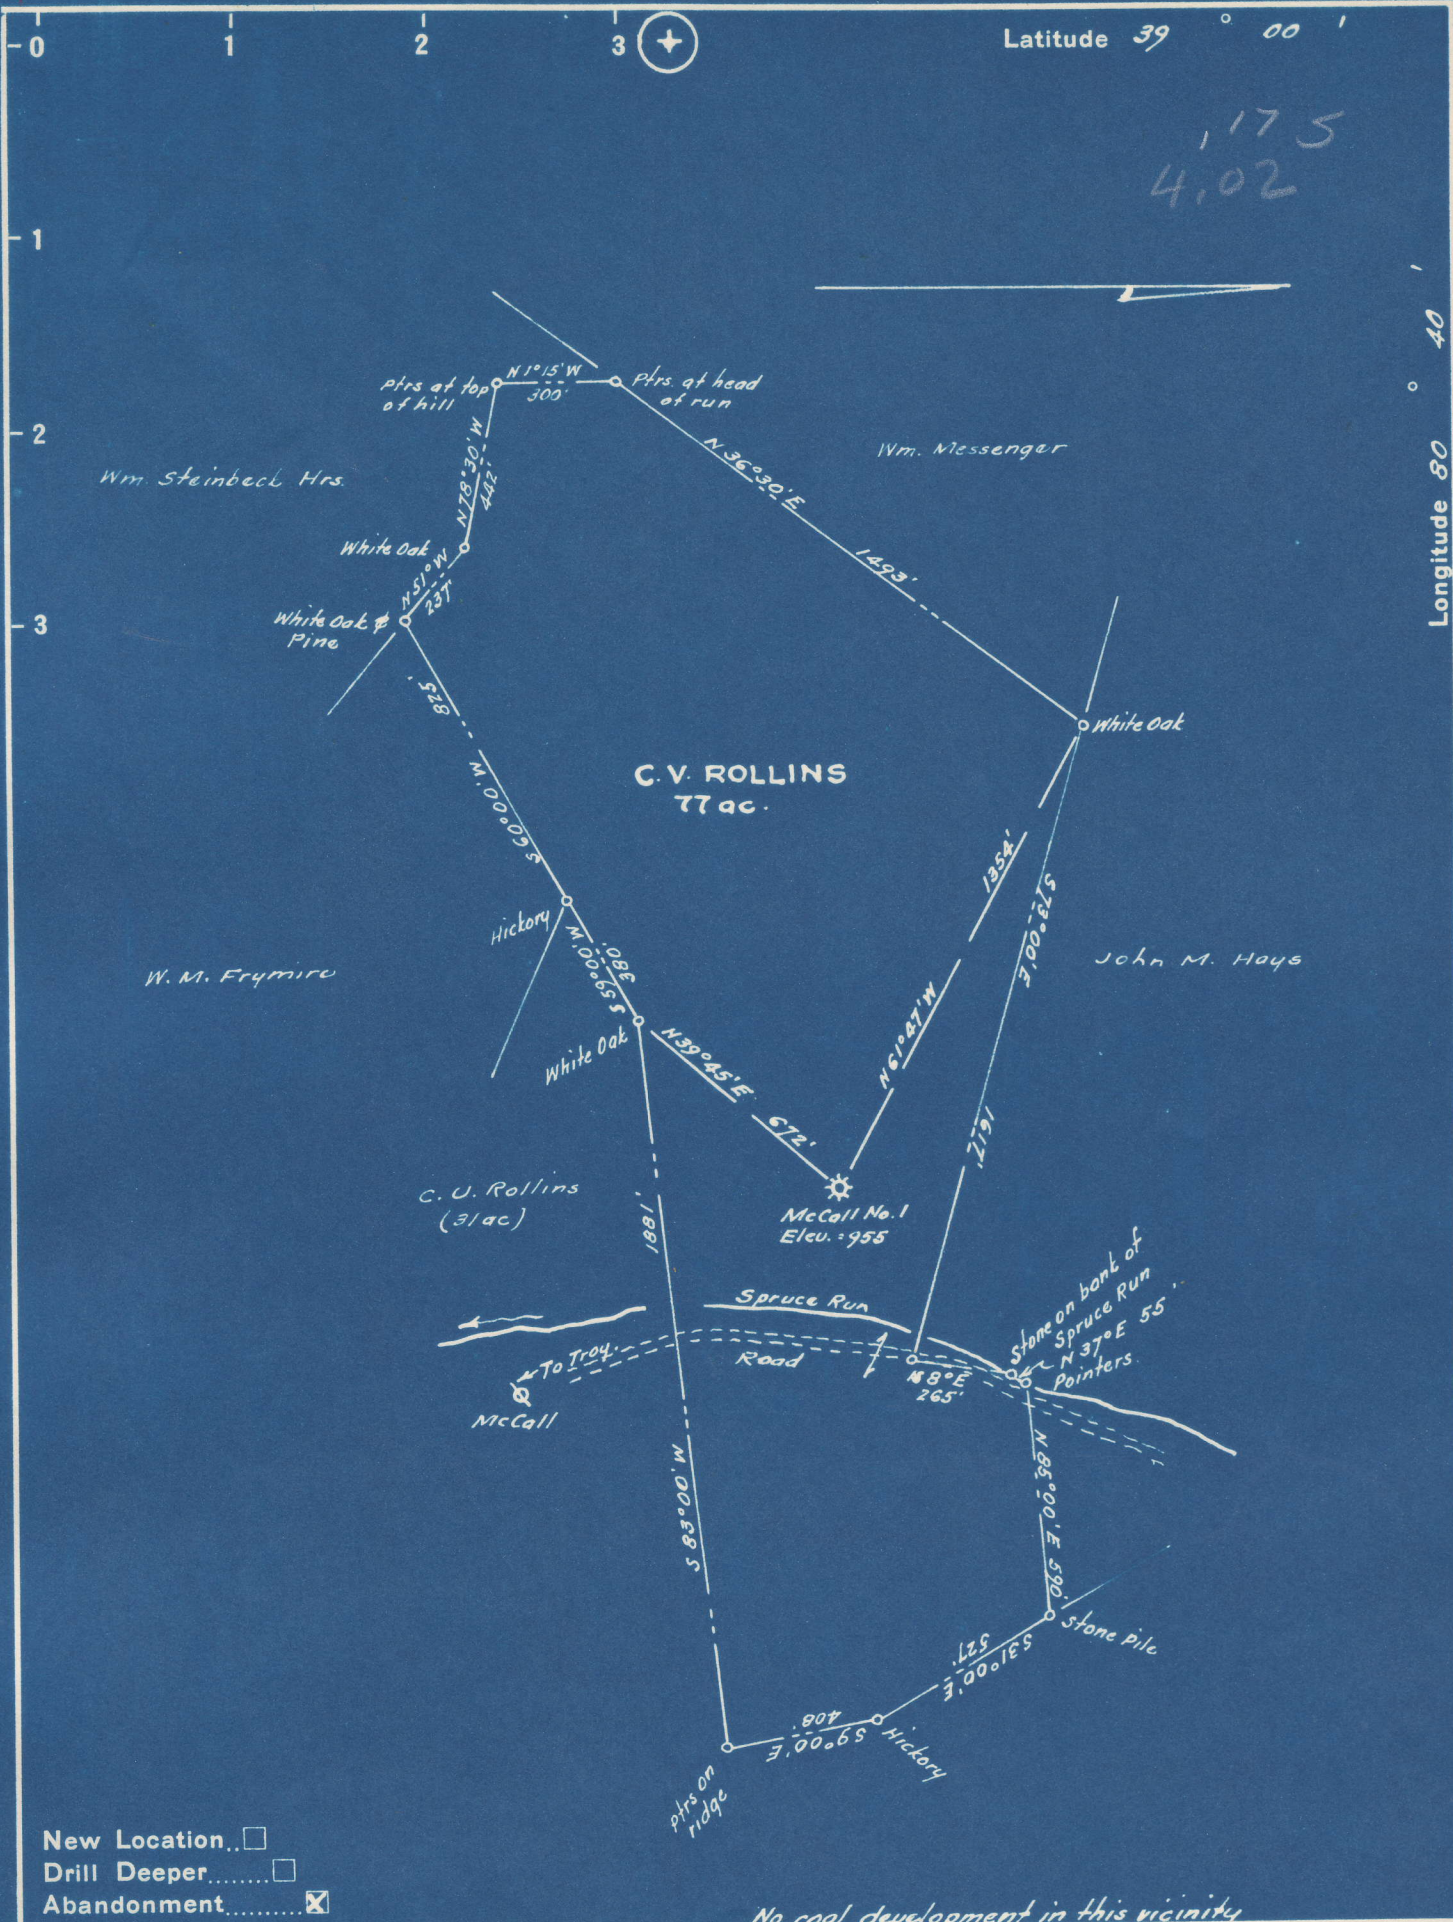 0 1 2 3
Latitude 39° 00'
,175
4.02
1
2
3
Longitude 80° 40'
Ptrs at top
of hill
N 1°15' W
300'
Ptrs. at head
of run
Wm. Steinbeck Hrs.
N 78°30' W
442'
N 36°30' E
1493'
Wm. Messenger
White Oak
N 51° W
237'
White Oak &
Pine
825'
S 60°00' W
White Oak
C. V. ROLLINS
77 ac.
1354'
N 61°47' W
S 73°00' E
1617'
Hickory
380'
S 59°00' W
W. M. Frymire
John M. Hays
White Oak
N 39°45' E
672'
C. U. Rollins
(31 ac)
1881'
S 83°00' W
McCall No. 1
Elev. = 955
Spruce Run
Stone on bank of
Spruce Run
N 37° E 55'
Pointers.
To Troy.
Road
8° E
265'
McCall
N 85°00' E 590'
Stone pile
S 31°00' E
527'
408'
S 9°00' E
Hickory
Ptrs on
ridge
New Location..
Drill Deeper........
Abandonment.......... X
No coal development in this vicinity